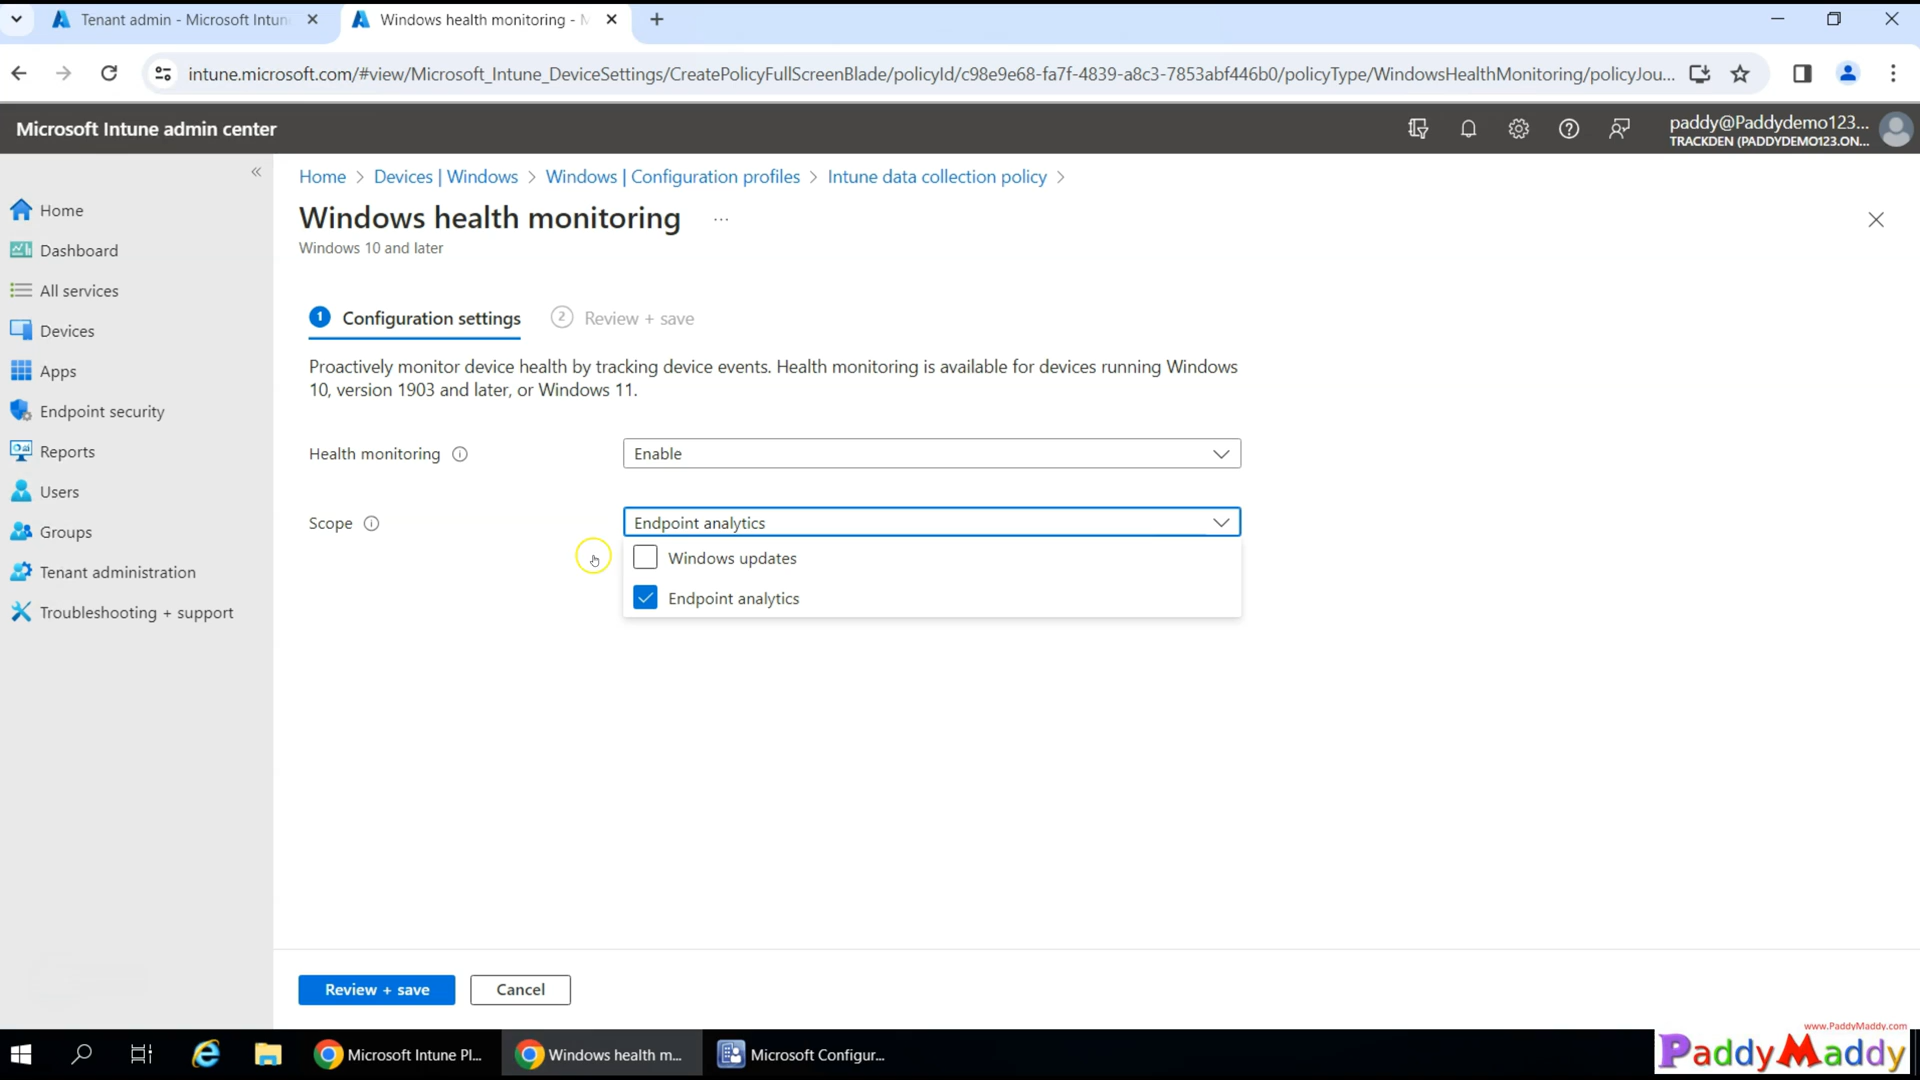 Tenant admin - Microsoft Intun
Windows health monitoring - M
intune.microsoft.com/#view/Microsoft_Intune_DeviceSettings/CreatePolicyFullScreenBlade/policyId/c98e9e68-fa7f-4839-a8c3-7853abf446b0/policyType/WindowsHealthMonitoring/policyJou...
Microsoft Intune admin center
paddy@Paddydemo123...
TRACKDEN (PADDYDEMO123.ON...
Home > Devices | Windows > Windows | Configuration profiles > Intune data collection policy >
Windows health monitoring ...
Windows 10 and later
Home
Dashboard
All services
Devices
Apps
Endpoint security
Reports
Users
Groups
Tenant administration
Troubleshooting + support
1 Configuration settings
2 Review + save
Proactively monitor device health by tracking device events. Health monitoring is available for devices running Windows
10, version 1903 and later, or Windows 11.
Health monitoring
Enable
Scope
Endpoint analytics
Windows updates
Endpoint analytics
Review + save
Cancel
Microsoft Intune Pl...
Windows health m...
Microsoft Configur...
www.PaddyMaddy.com
PaddyMaddy